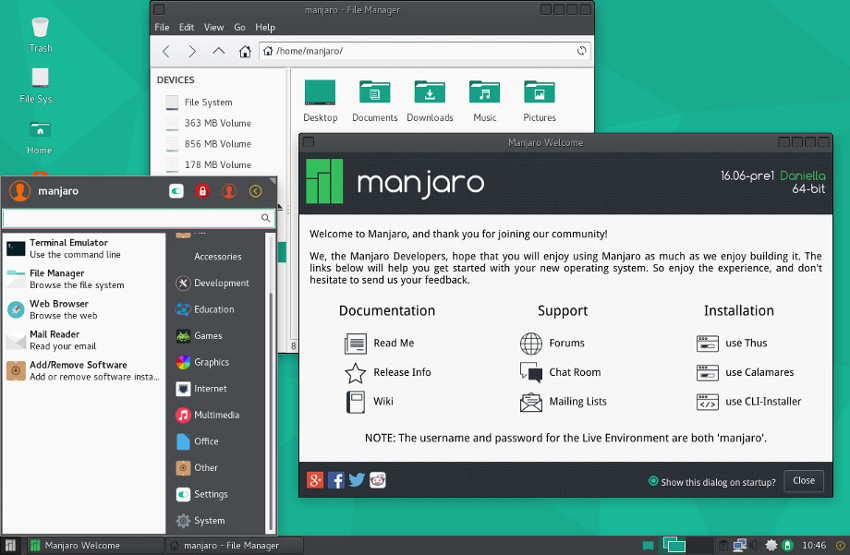 Trash
File Sys...
Home
manjaro - File Manager
File Edit View Go Help
/home/manjaro/
DEVICES
File System
363 MB Volume
856 MB Volume
178 MB Volume
Desktop
Documents
Downloads
Music
Pictures
8
manjaro
Terminal Emulator
Use the command line
File Manager
Browse the file system
Web Browser
Browse the web
Mail Reader
Read your email
Add/Remove Software
Add or remove software insta...
Accessories
Development
Education
Games
Graphics
Internet
Multimedia
Office
Other
Settings
System
Manjaro Welcome
manjaro
16.06-pre1 Daniella
64-bit
Welcome to Manjaro, and thank you for joining our community!
We, the Manjaro Developers, hope that you will enjoy using Manjaro as much as we enjoy building it. The
links below will help you get started with your new operating system. So enjoy the experience, and don't
hesitate to send us your feedback.
Documentation
Read Me
Release Info
Wiki
Support
Forums
Chat Room
Mailing Lists
Installation
use Thus
use Calamares
use CLI-Installer
NOTE: The username and password for the Live Environment are both 'manjaro'.
Show this dialog on startup?
Close
Manjaro Welcome
manjaro - File Manager
10:46